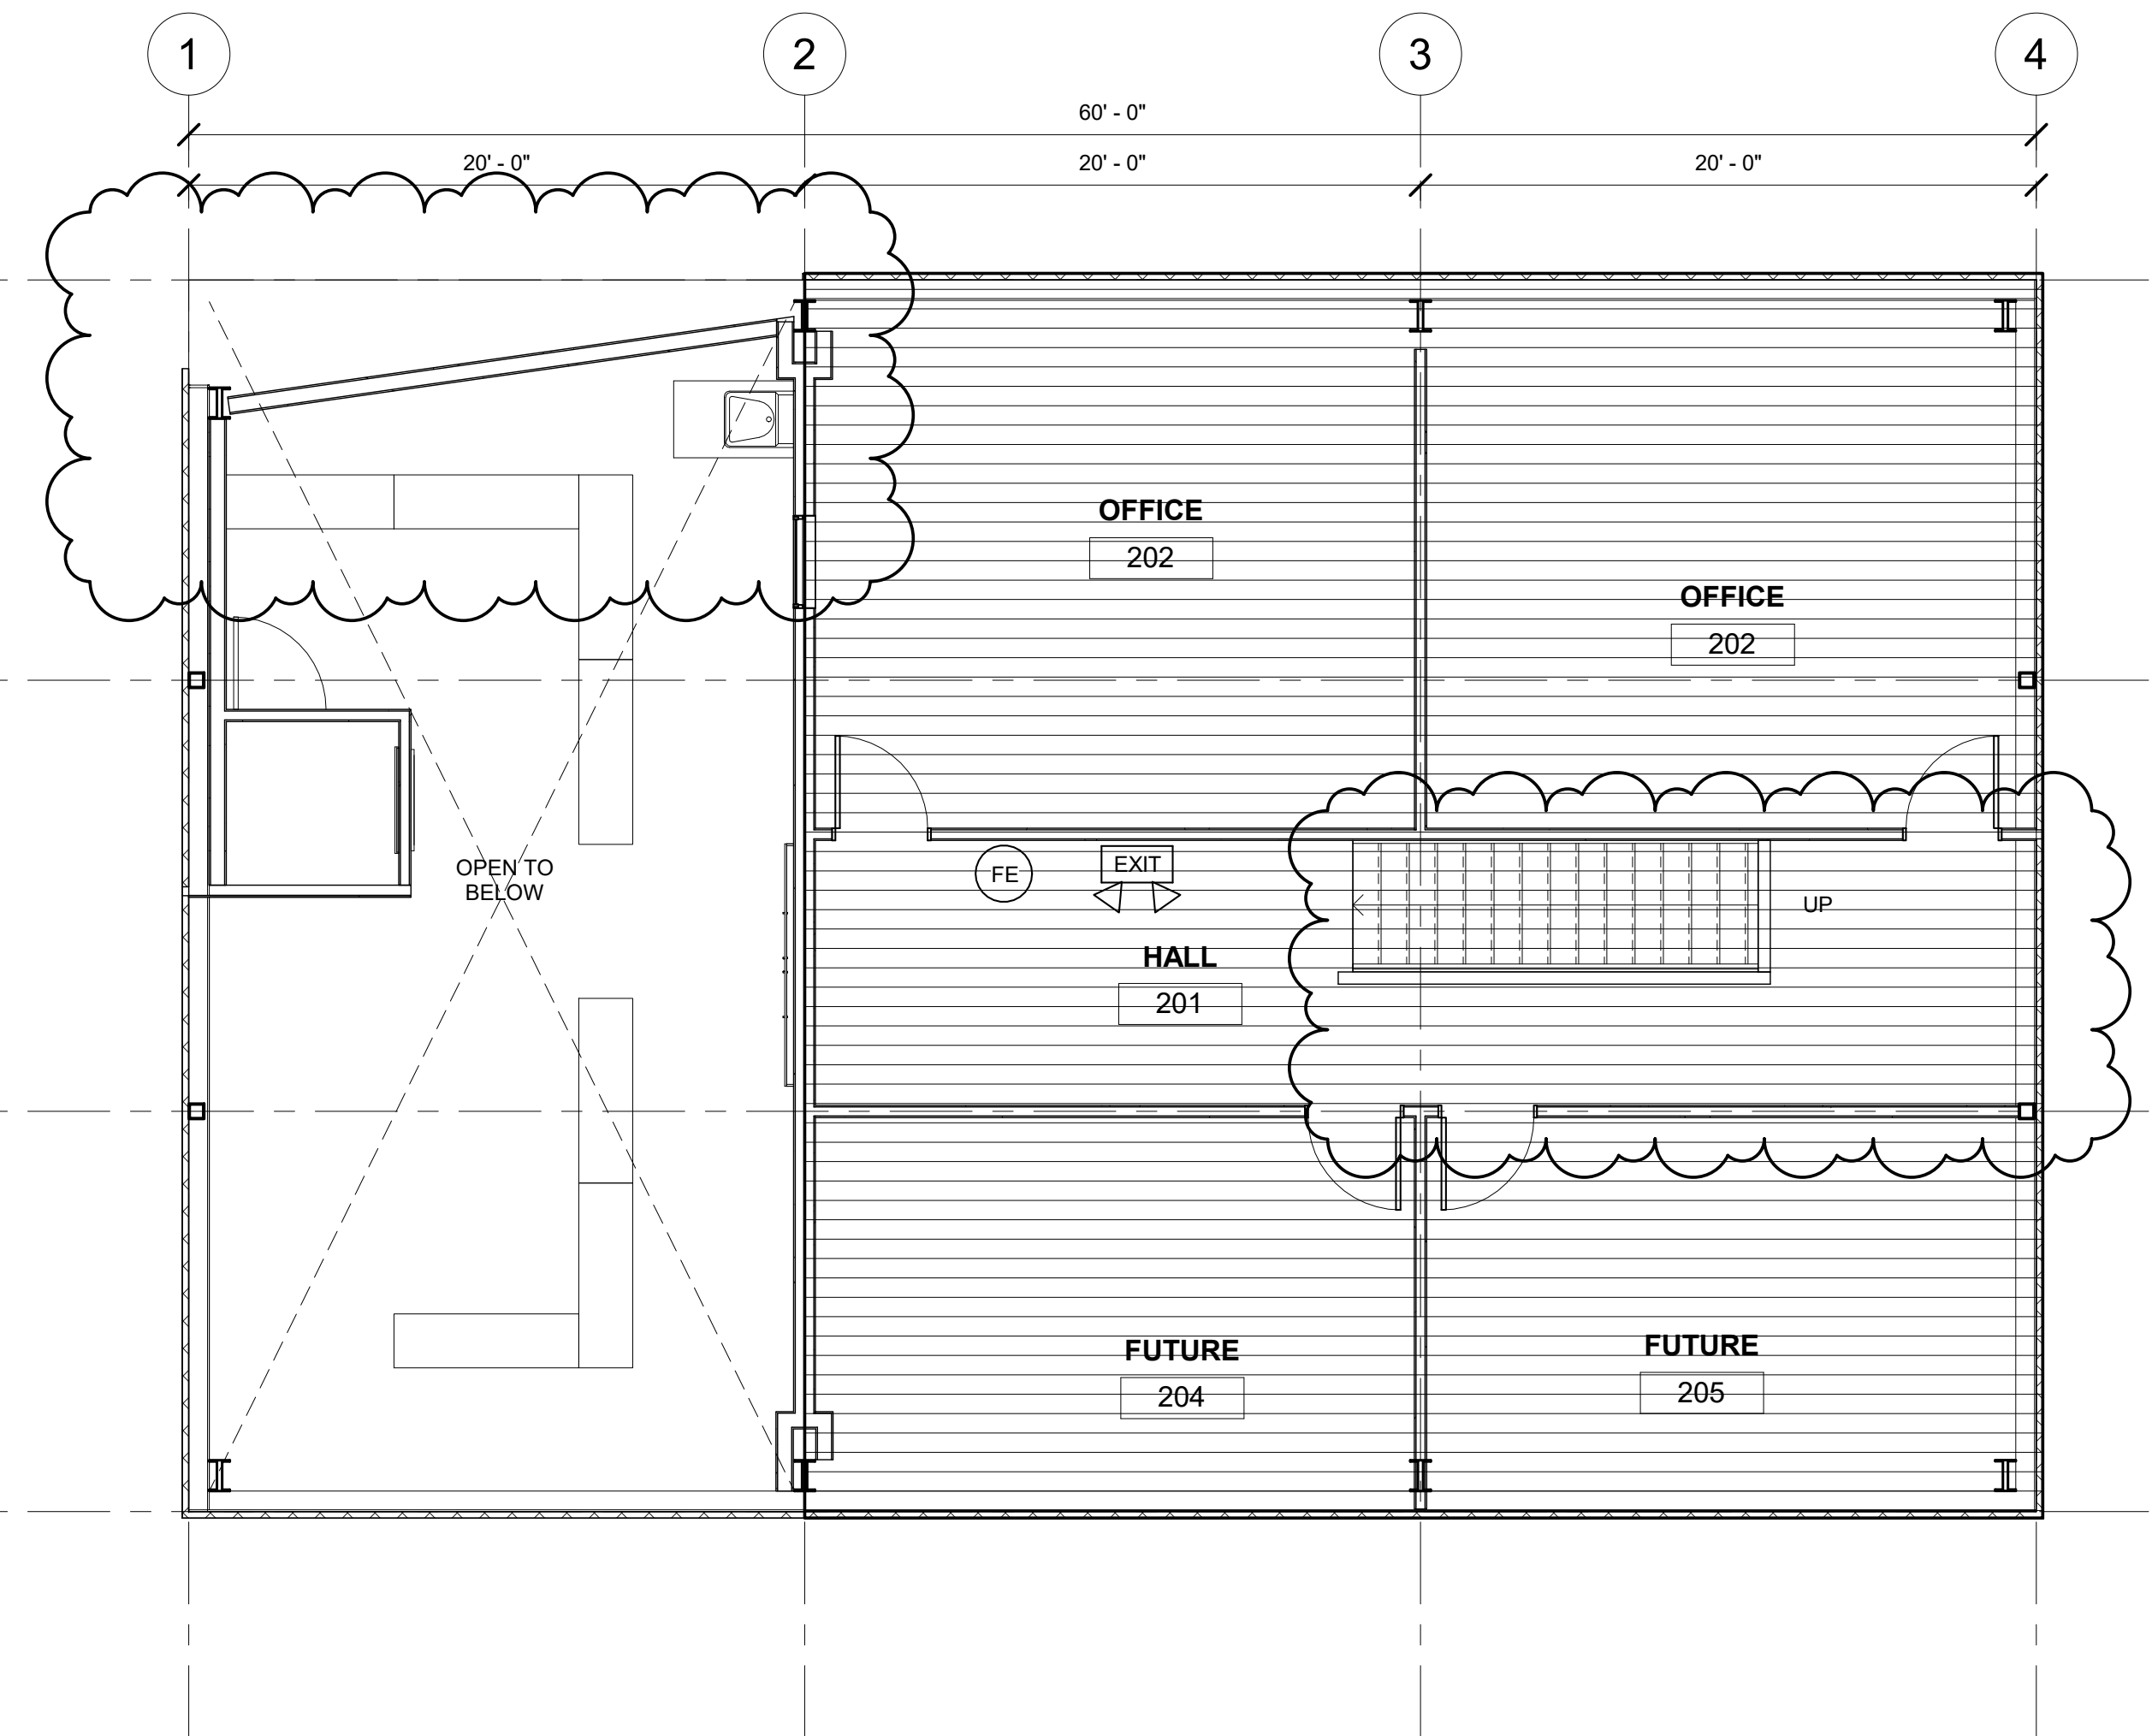 1
2
3
4
60' - 0"
20' - 0"
20' - 0"
20' - 0"
OFFICE
202
OFFICE
202
OPEN TO
BELOW
FE
EXIT
UP
HALL
201
FUTURE
204
FUTURE
205